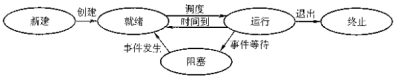 新建
创建
就绪
调度
时间到
运行
退出
终止
事件发生
事件等待
阻塞